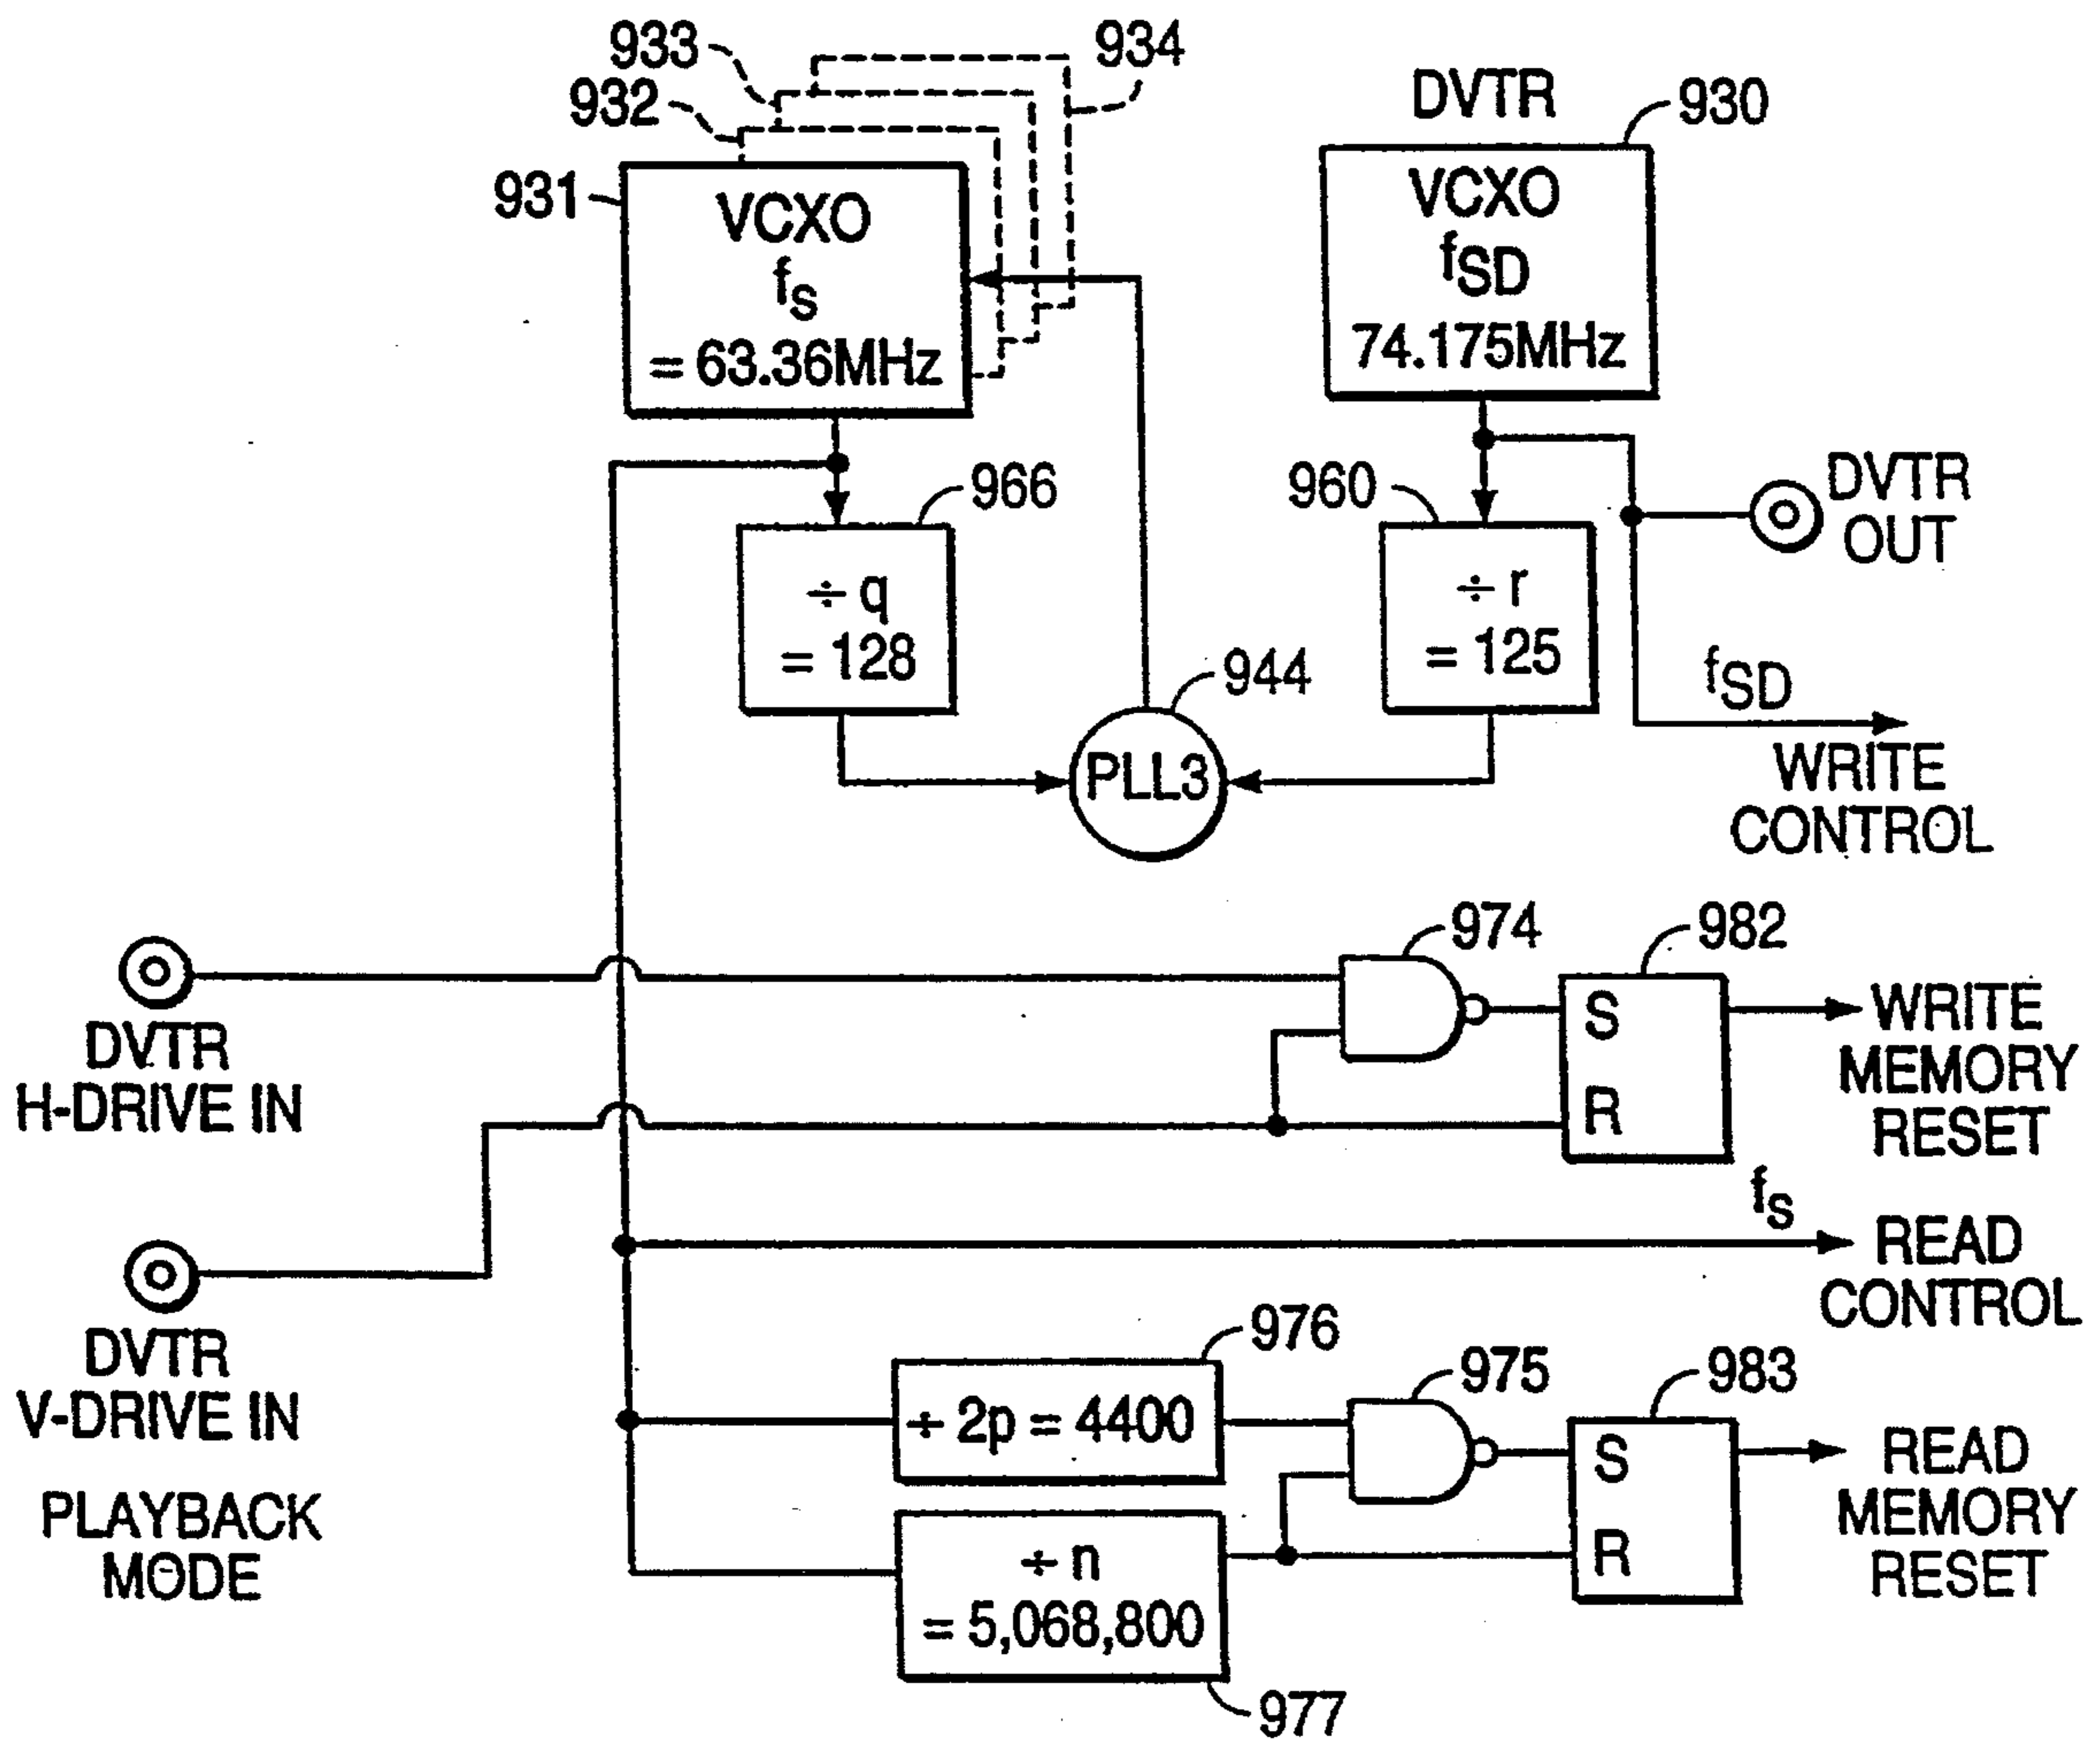 933
934
932
DVTR
930
931
VCXO
fs
= 63.36MHz
VCXO
fSD
74.175MHz
966
960
DVTR
OUT
÷ q
= 128
÷ r
= 125
944
fSD
PLL3
WRITE
CONTROL
974
982
S
R
WRITE
MEMORY
RESET
DVTR
H-DRIVE IN
fs
READ
CONTROL
DVTR
V-DRIVE IN
976
975
983
÷ 2p = 4400
S
R
READ
MEMORY
RESET
PLAYBACK
MODE
÷ n
= 5,068,800
977